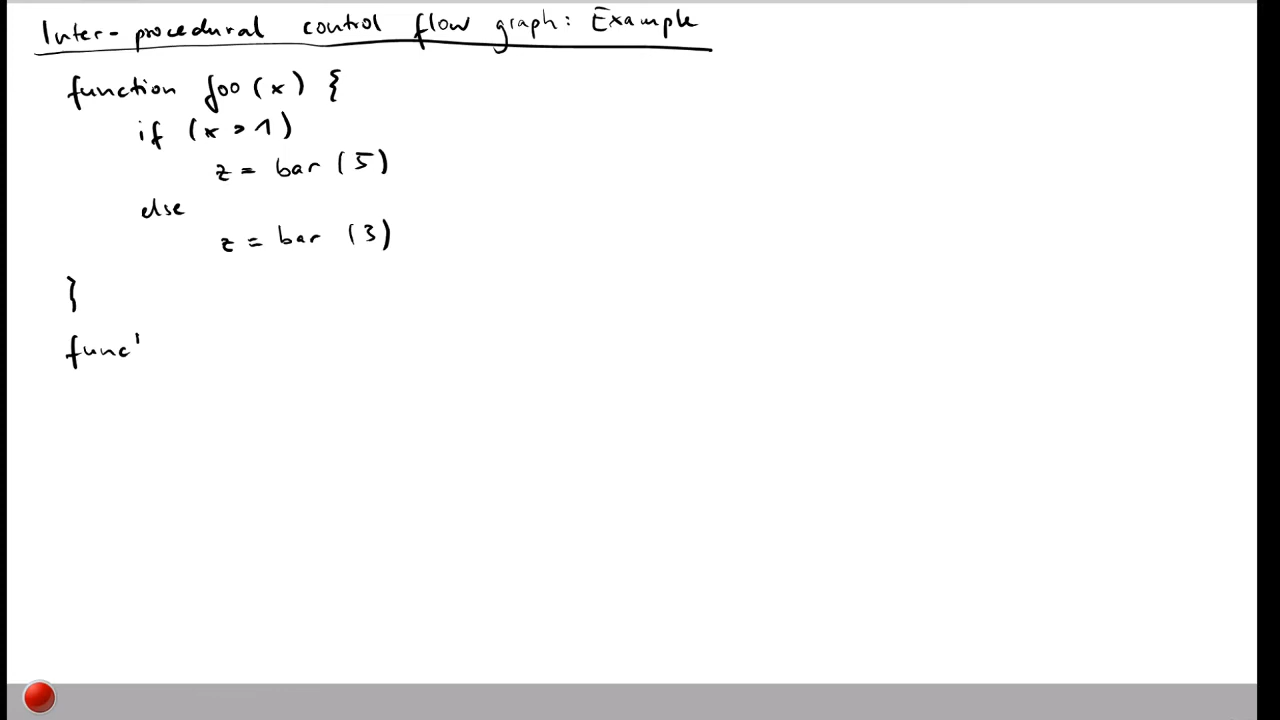 Inter-procedural control flow graph: Example
function foo (x) {
if (x > 1)
z = bar (5)
else
z = bar (3)
}
func'